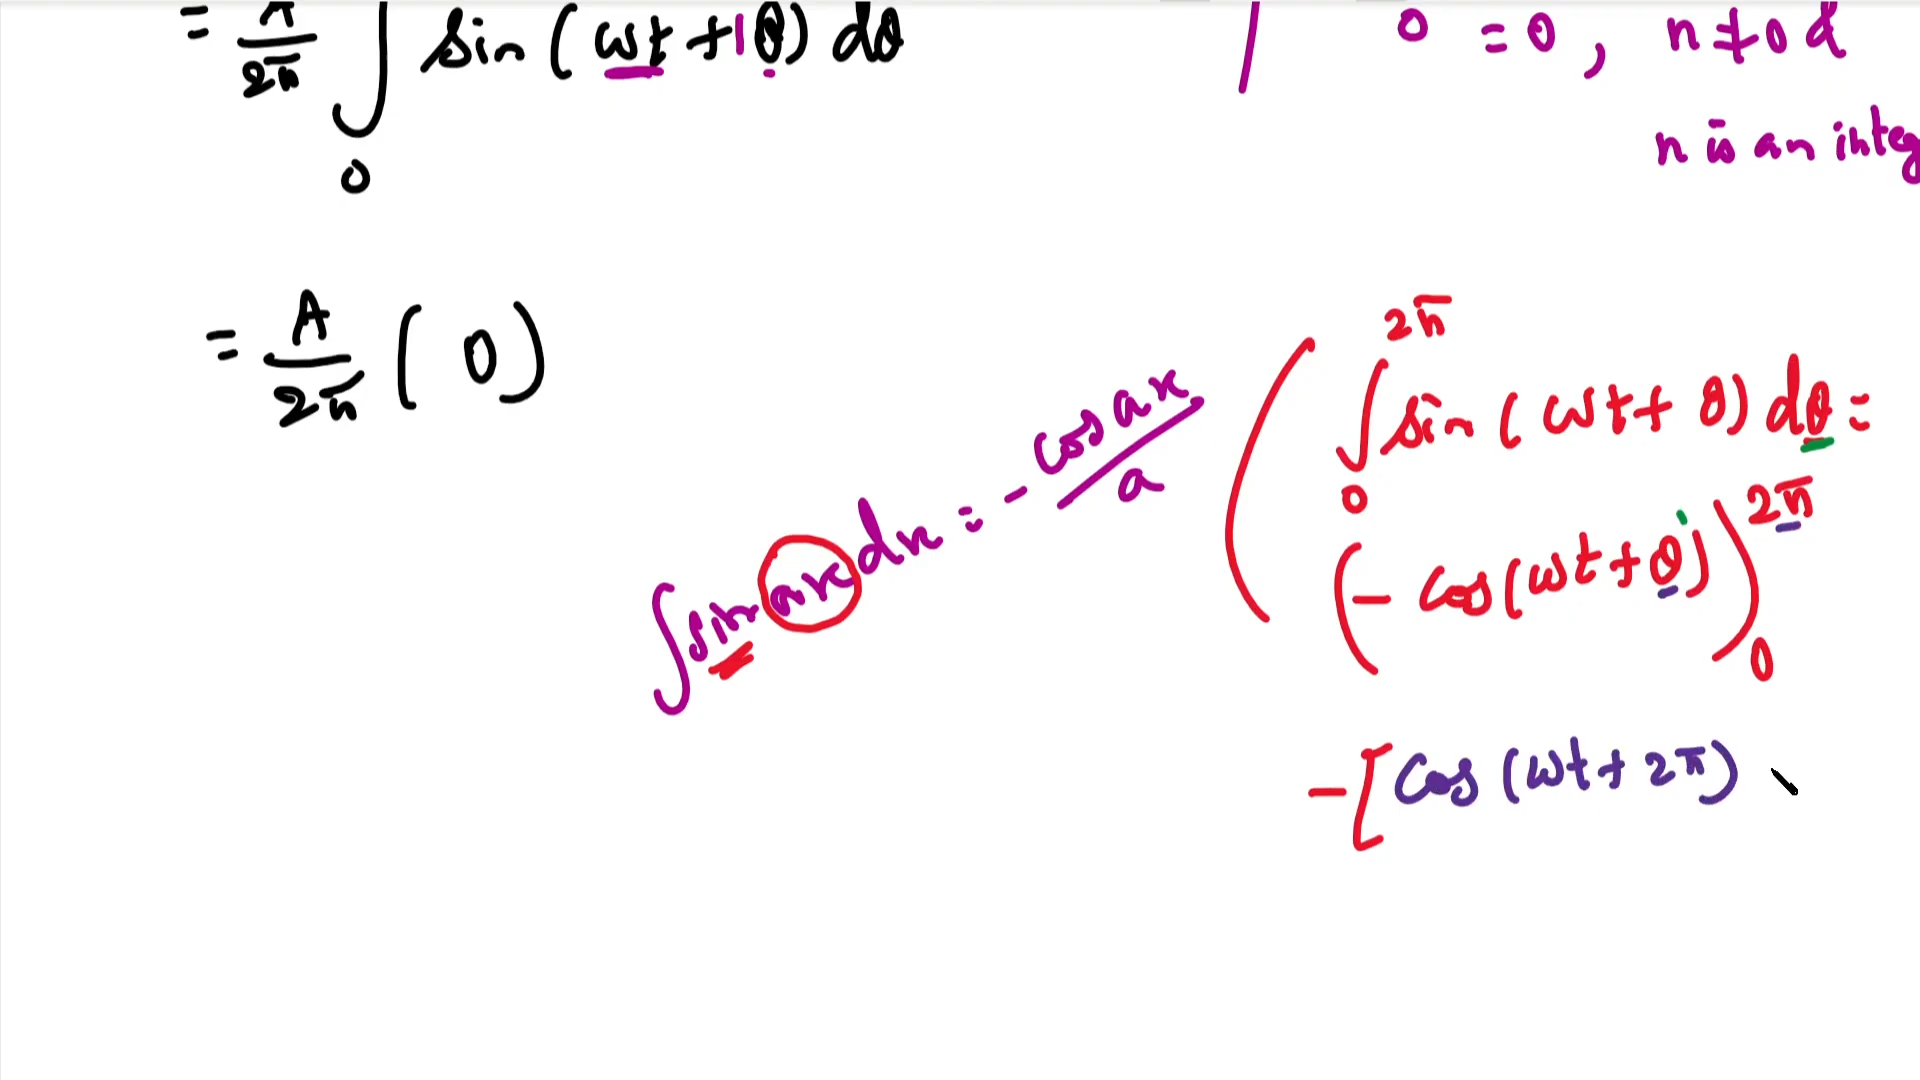 = A/2π ∫₀ sin (ωt + 1θ) dθ
0 = 0, n ≠ 0 &
n is an integ
= A/2π ( 0 )
∫ sin ax dx = - cos ax / a
( ∫₀^2π sin ( ωt + θ ) dθ =
( - cos (ωt + θ) )₀^2π
- [ cos (ωt + 2π)